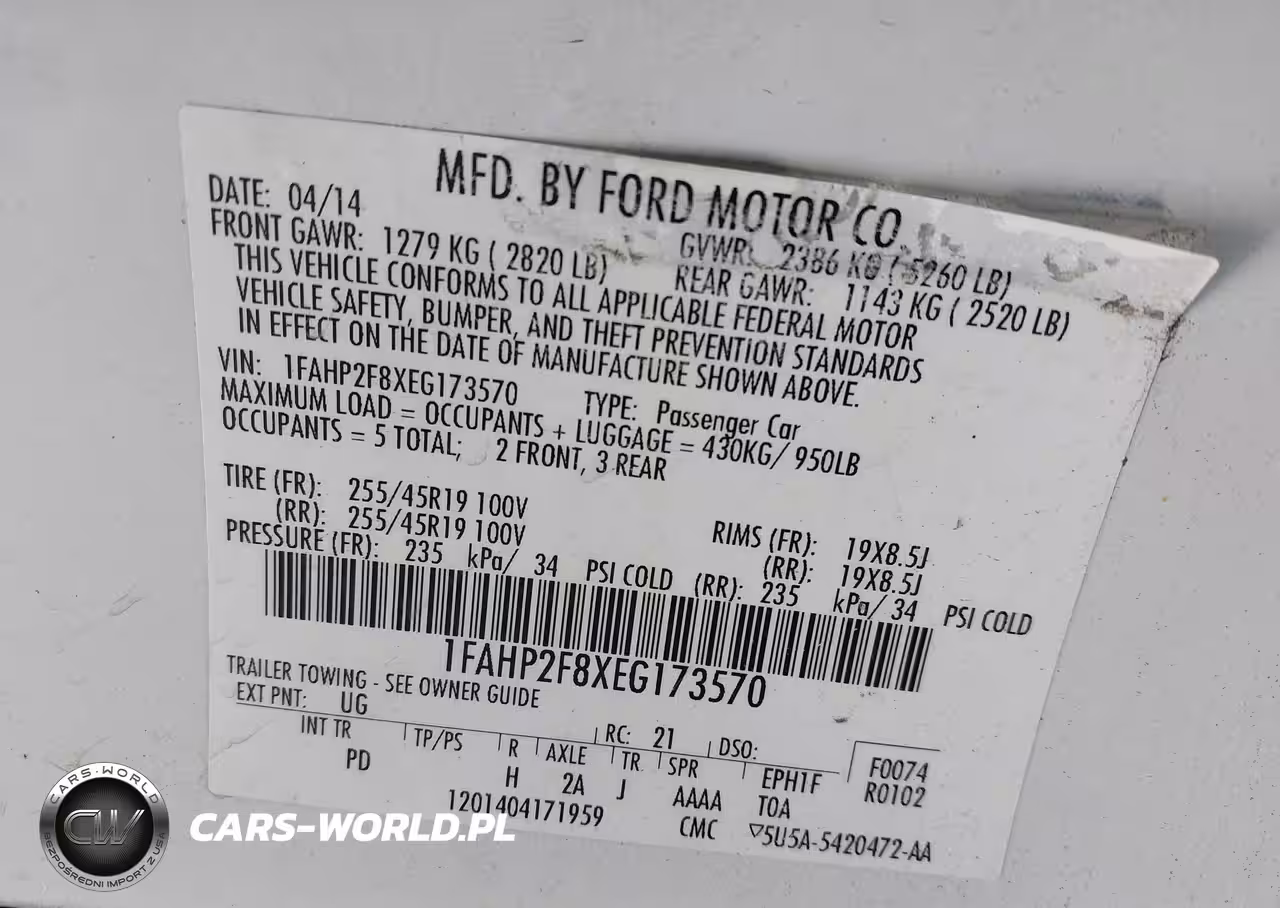 MFD. BY FORD MOTOR CO.
DATE: 04/14 GVWR: 2386 KG ( 5260 LB)
FRONT GAWR: 1279 KG ( 2820 LB) REAR GAWR: 1143 KG ( 2520 LB)
THIS VEHICLE CONFORMS TO ALL APPLICABLE FEDERAL MOTOR
VEHICLE SAFETY, BUMPER, AND THEFT PREVENTION STANDARDS
IN EFFECT ON THE DATE OF MANUFACTURE SHOWN ABOVE.
VIN: 1FAHP2F8XEG173570 TYPE: Passenger Car
MAXIMUM LOAD = OCCUPANTS + LUGGAGE = 430KG/ 950LB
OCCUPANTS = 5 TOTAL; 2 FRONT, 3 REAR
TIRE (FR): 255/45R19 100V RIMS (FR): 19X8.5J
(RR): 255/45R19 100V (RR): 19X8.5J
PRESSURE (FR): 235 kPa/ 34 PSI COLD (RR): 235 kPa/ 34 PSI COLD
1FAHP2F8XEG173570
TRAILER TOWING - SEE OWNER GUIDE
EXT PNT: UG RC: 21 DSO: F0074
INT TR TP/PS R AXLE TR SPR EPH1F R0102
PD H 2A J AAAA T0A
1201404171959 CMC ▽5U5A-5420472-AA
CARS-WORLD
CW
BEZPOŚREDNI IMPORT Z USA
CARS-WORLD.PL